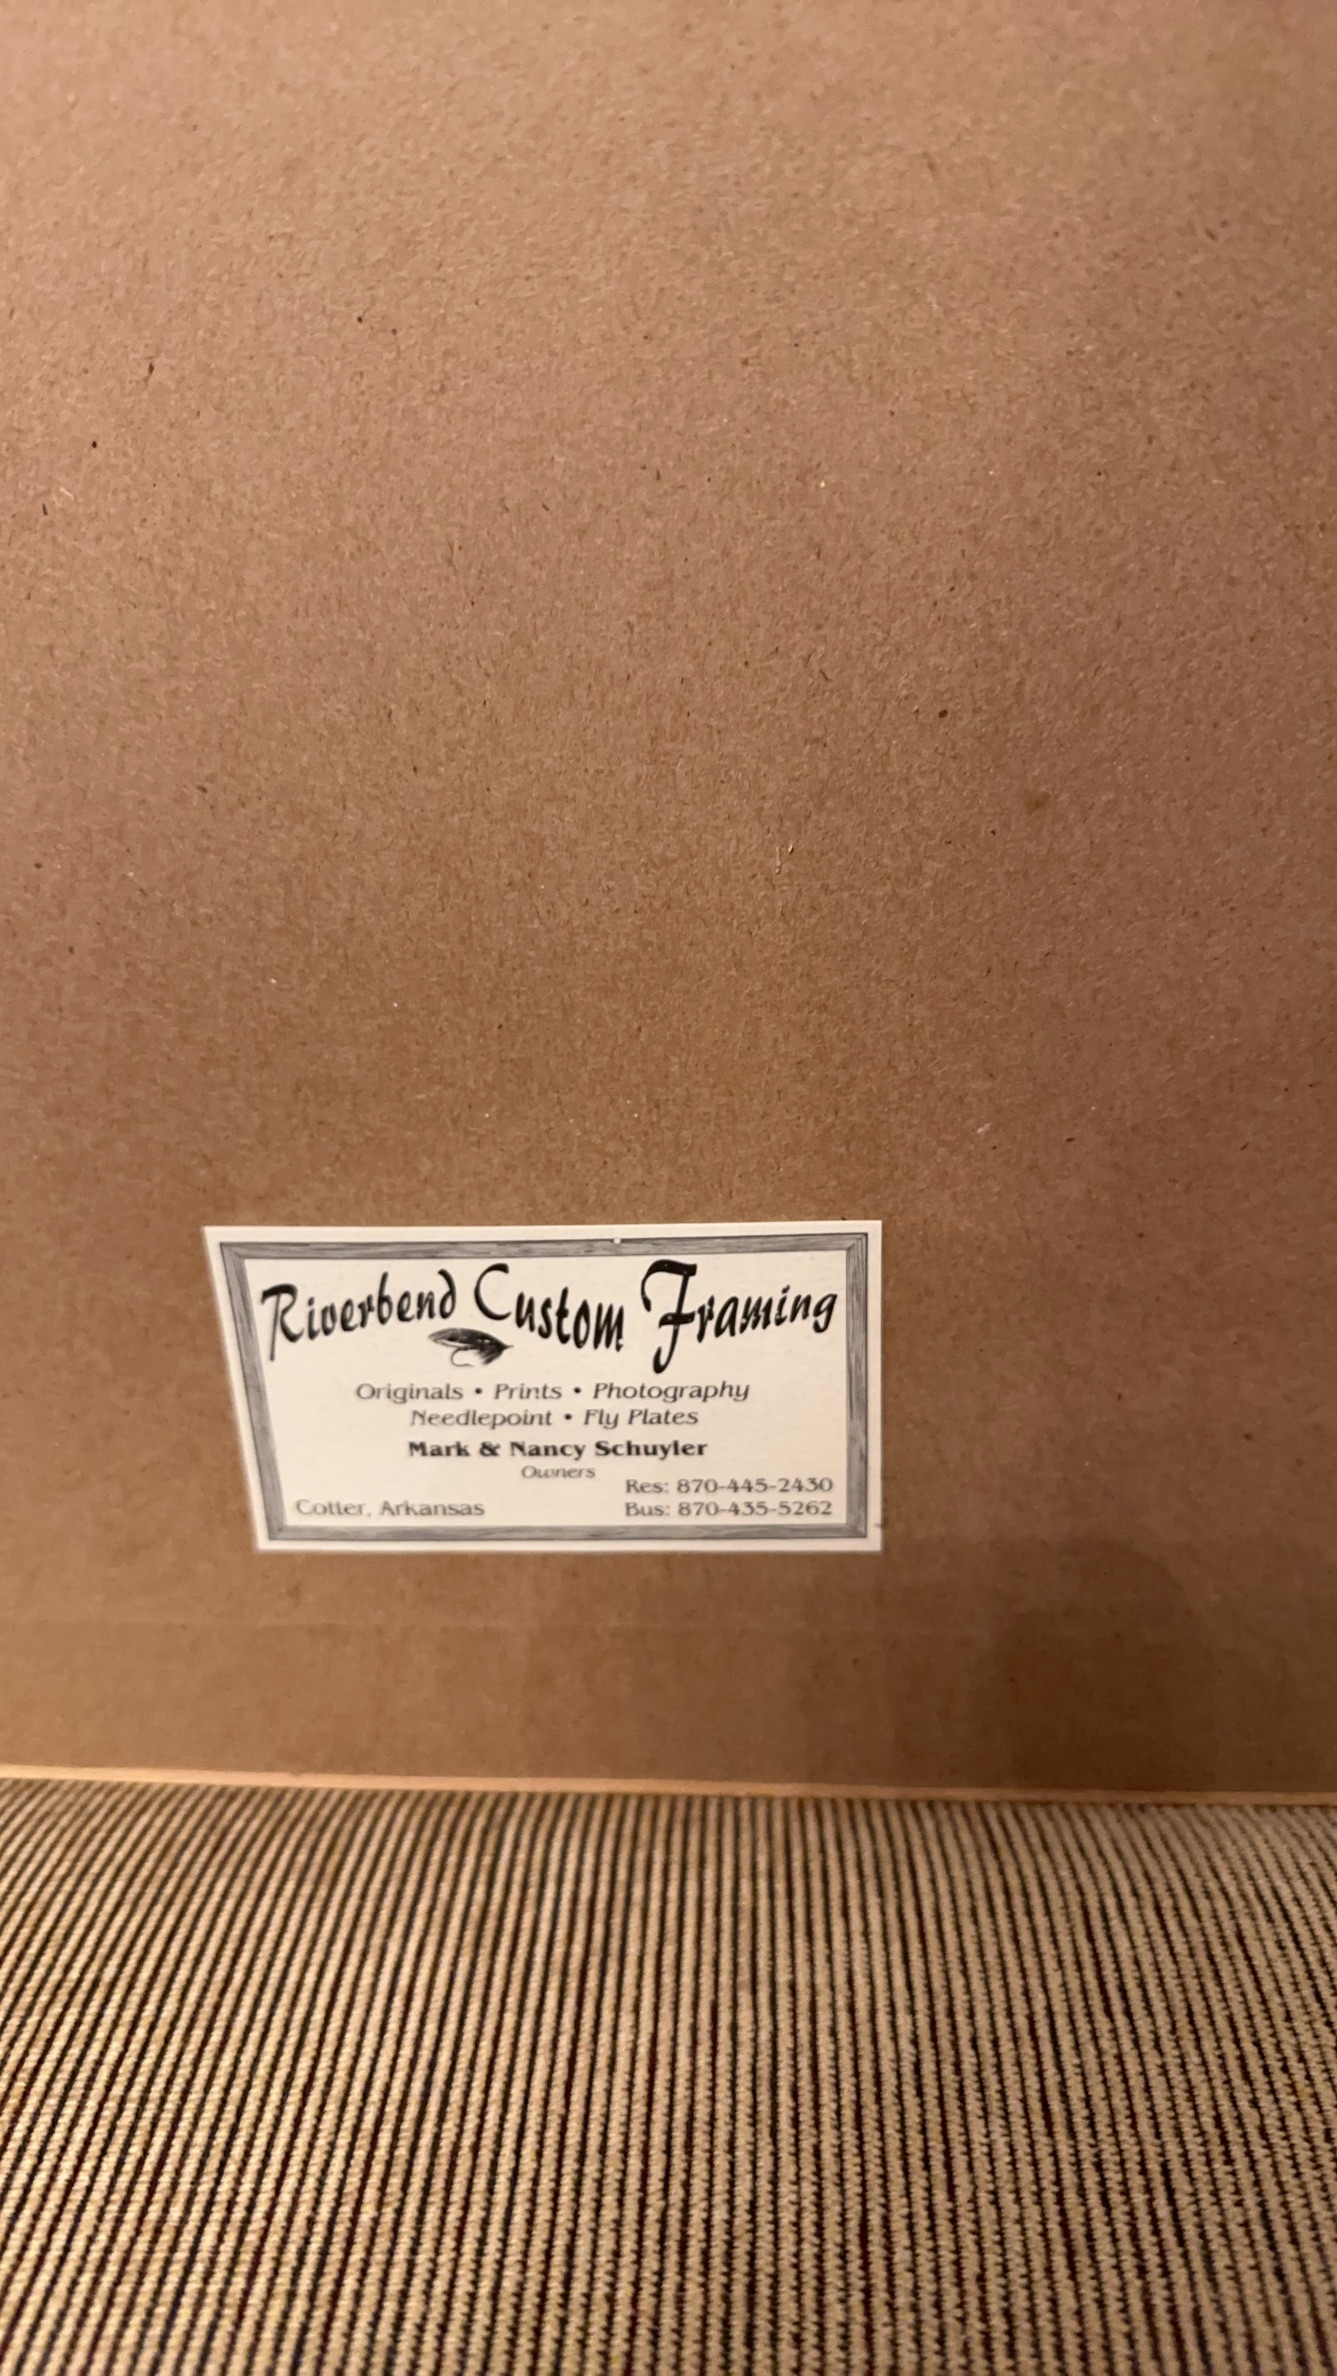 Riverbend Custom Framing
Originals • Prints • Photography
Needlepoint • Fly Plates
Mark & Nancy Schuyler
Owners
Res: 870-445-2430
Cotter, Arkansas Bus: 870-435-5262